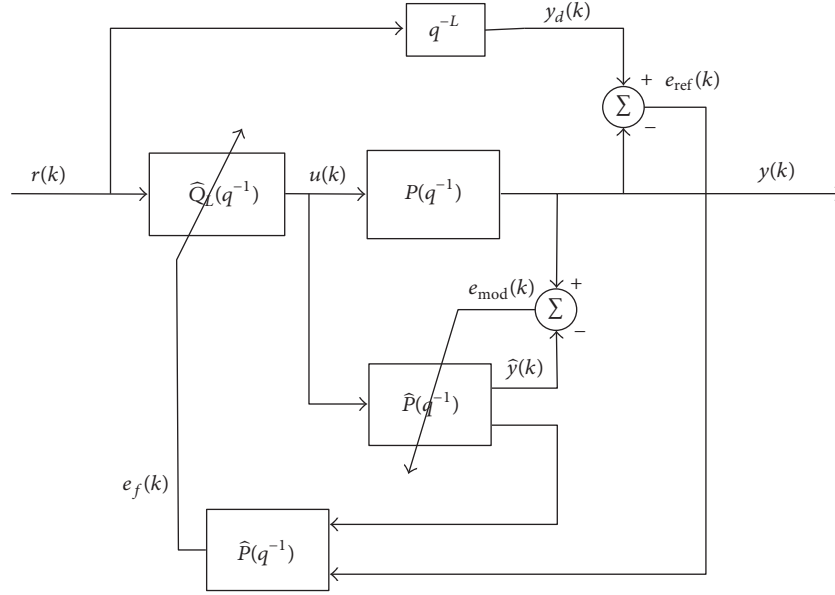 q⁻ᴸ
y_d(k)
+
e_ref(k)
Σ
−
r(k)
Q̂_L(q⁻¹)
u(k)
P(q⁻¹)
y(k)
e_mod(k)
+
Σ
−
ŷ(k)
P̂(q⁻¹)
e_f(k)
P̂(q⁻¹)